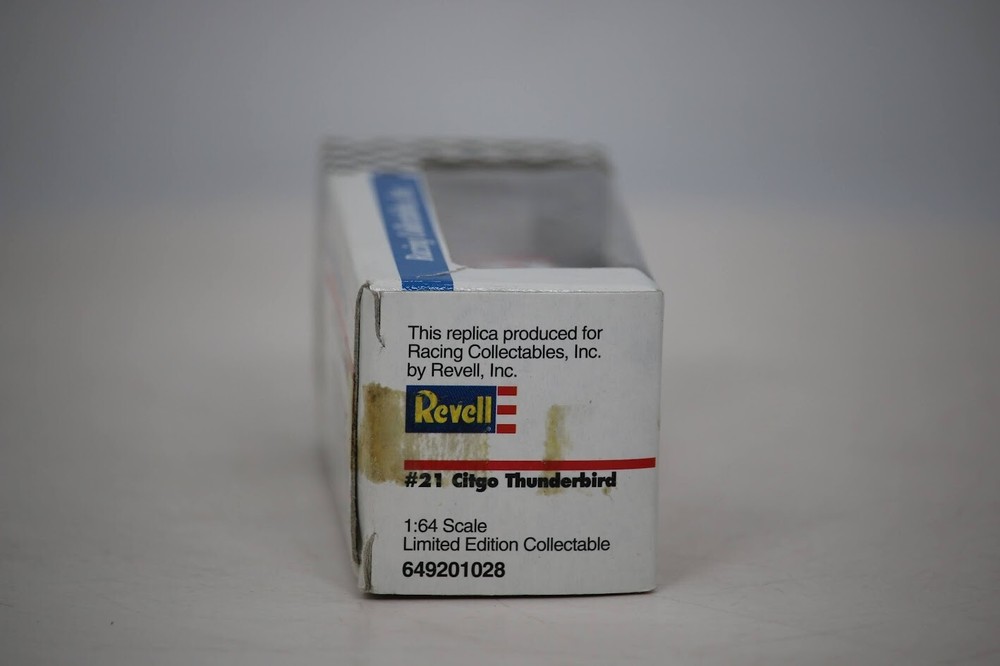 This replica produced for
Racing Collectables, Inc.
by Revell, Inc.
Revell
#21 Citgo Thunderbird
1:64 Scale
Limited Edition Collectable
649201028